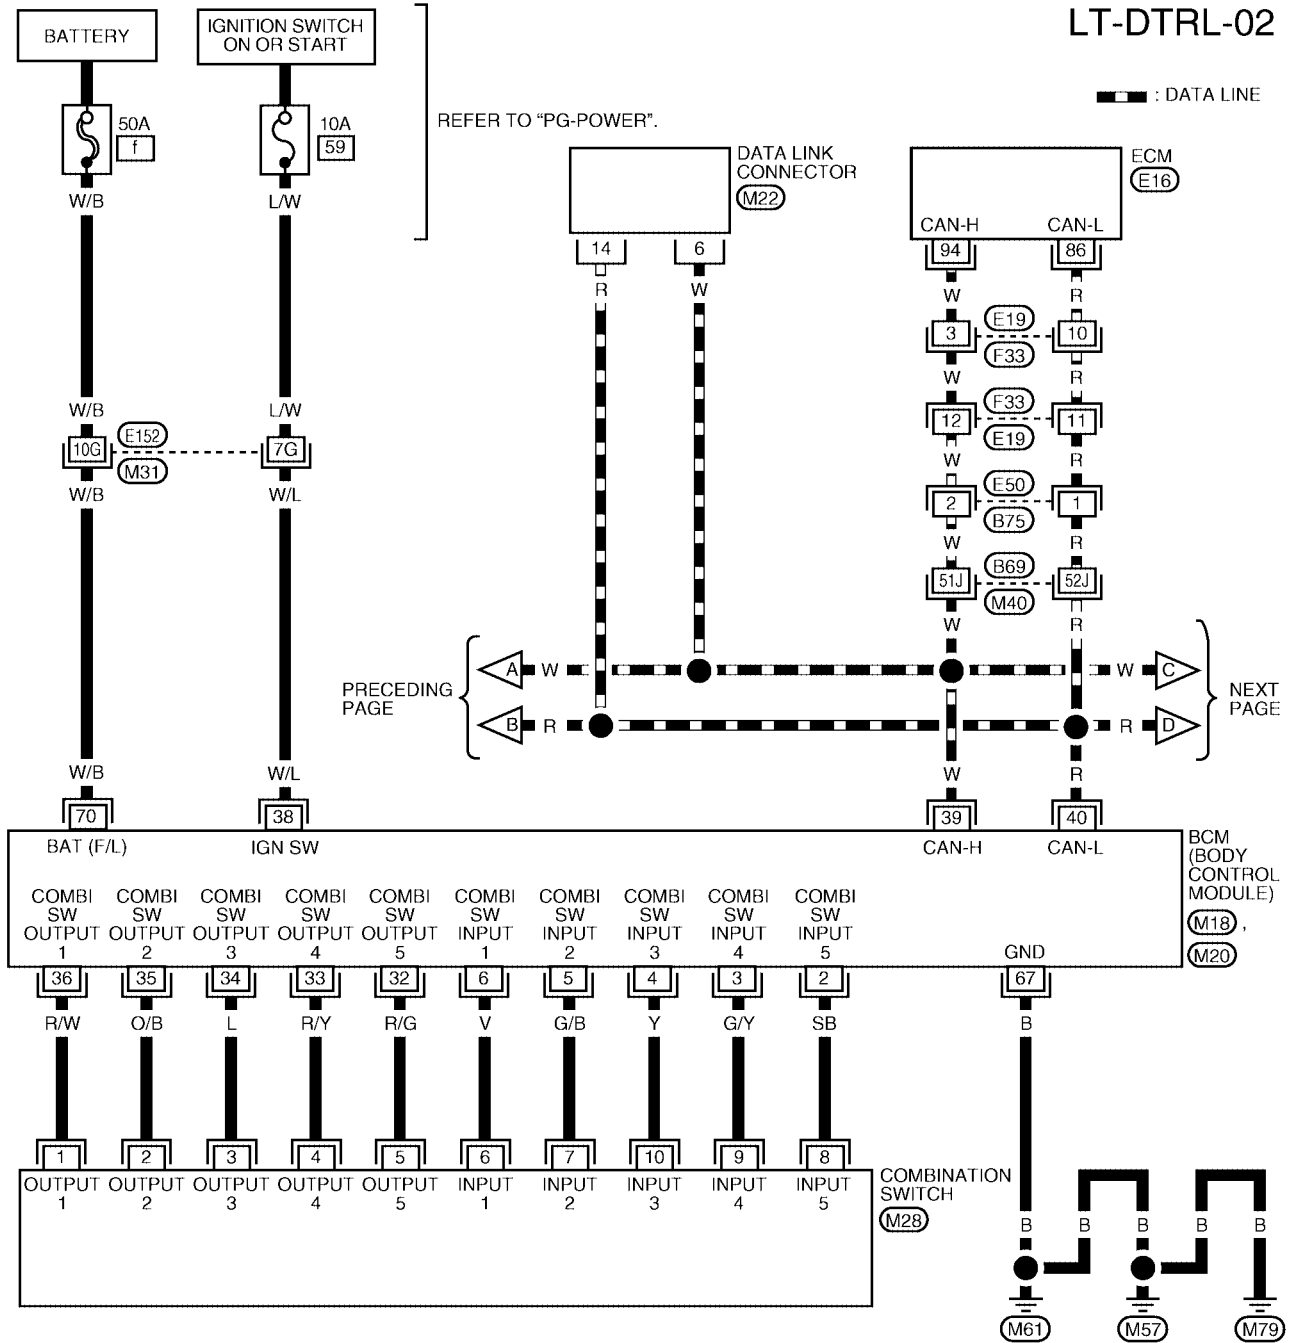 LT-DTRL-02
BATTERY
IGNITION SWITCH
ON OR START
: DATA LINE
50A
f
10A
59
REFER TO “PG-POWER”.
DATA LINK
CONNECTOR
M22
ECM
E16
W/B
L/W
CAN-H
CAN-L
14
6
94
86
R
W
W
R
3
E19
10
F33
W
R
W/B
L/W
12
F33
11
E19
10G
E152
7G
M31
W
R
W/B
W/L
2
E50
1
B75
W
R
51J
B69
52J
M40
W
R
PRECEDING
PAGE
A
W
W
C
B
R
R
D
NEXT
PAGE
W/B
W/L
W
R
70
38
39
40
BAT (F/L)
IGN SW
CAN-H
CAN-L
BCM
(BODY
CONTROL
MODULE)
M18 ,
M20
COMBI COMBI COMBI COMBI COMBI COMBI COMBI COMBI COMBI COMBI
SW SW SW SW SW SW SW SW SW SW
OUTPUT OUTPUT OUTPUT OUTPUT OUTPUT INPUT INPUT INPUT INPUT INPUT
1 2 3 4 5 1 2 3 4 5
GND
36 35 34 33 32 6 5 4 3 2 67
R/W O/B L R/Y R/G V G/B Y G/Y SB B
1 2 3 4 5 6 7 10 9 8
OUTPUT OUTPUT OUTPUT OUTPUT OUTPUT INPUT INPUT INPUT INPUT INPUT
1 2 3 4 5 1 2 3 4 5
COMBINATION
SWITCH
M28
B B B B B
M61 M57 M79